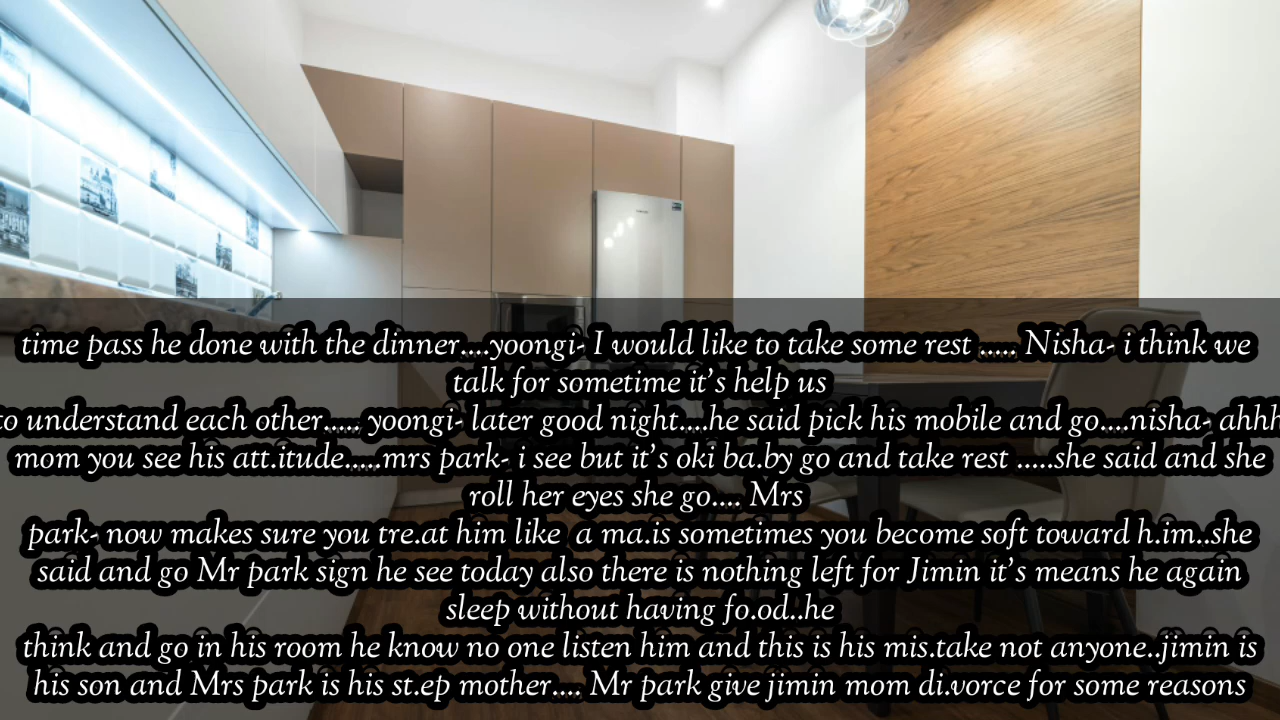 time pass he done with the dinner....yoongi- I would like to take some rest ..... Nisha- i think we
talk for sometime it's help us
to understand each other..... yoongi- later good night....he said pick his mobile and go....nisha- ahhh
mom you see his att.itude.....mrs park- i see but it's oki ba.by go and take rest .....she said and she
roll her eyes she go.... Mrs
park- now makes sure you tre.at him like a ma.is sometimes you become soft toward h.im..she
said and go Mr park sign he see today also there is nothing left for Jimin it's means he again
sleep without having fo.od..he
think and go in his room he know no one listen him and this is his mis.take not anyone..jimin is
his son and Mrs park is his st.ep mother.... Mr park give jimin mom di.vorce for some reasons